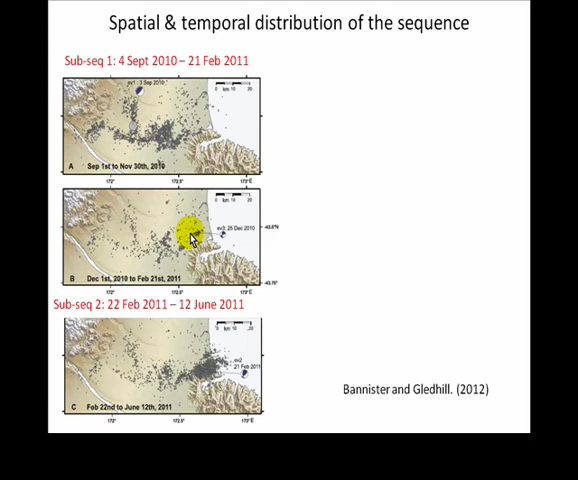 Spatial & temporal distribution of the sequence
Sub-seq 1: 4 Sept 2010 – 21 Feb 2011
ev1: 3 Sep 2010
0 10 20
km
A Sep 1st to Nov 30th, 2010
172° 172.5° 173°E
0 10 20
km
ev3: 25 Dec 2010
-43.5°N
B Dec 1st, 2010 to Feb 21st, 2011
-43.75°
172° 172.5° 173°E
Sub-seq 2: 22 Feb 2011 – 12 June 2011
0 10 20
km
ev2
21 Feb 2011
C Feb 22nd to June 12th, 2011
172° 172.5° 173°E
Bannister and Gledhill. (2012)